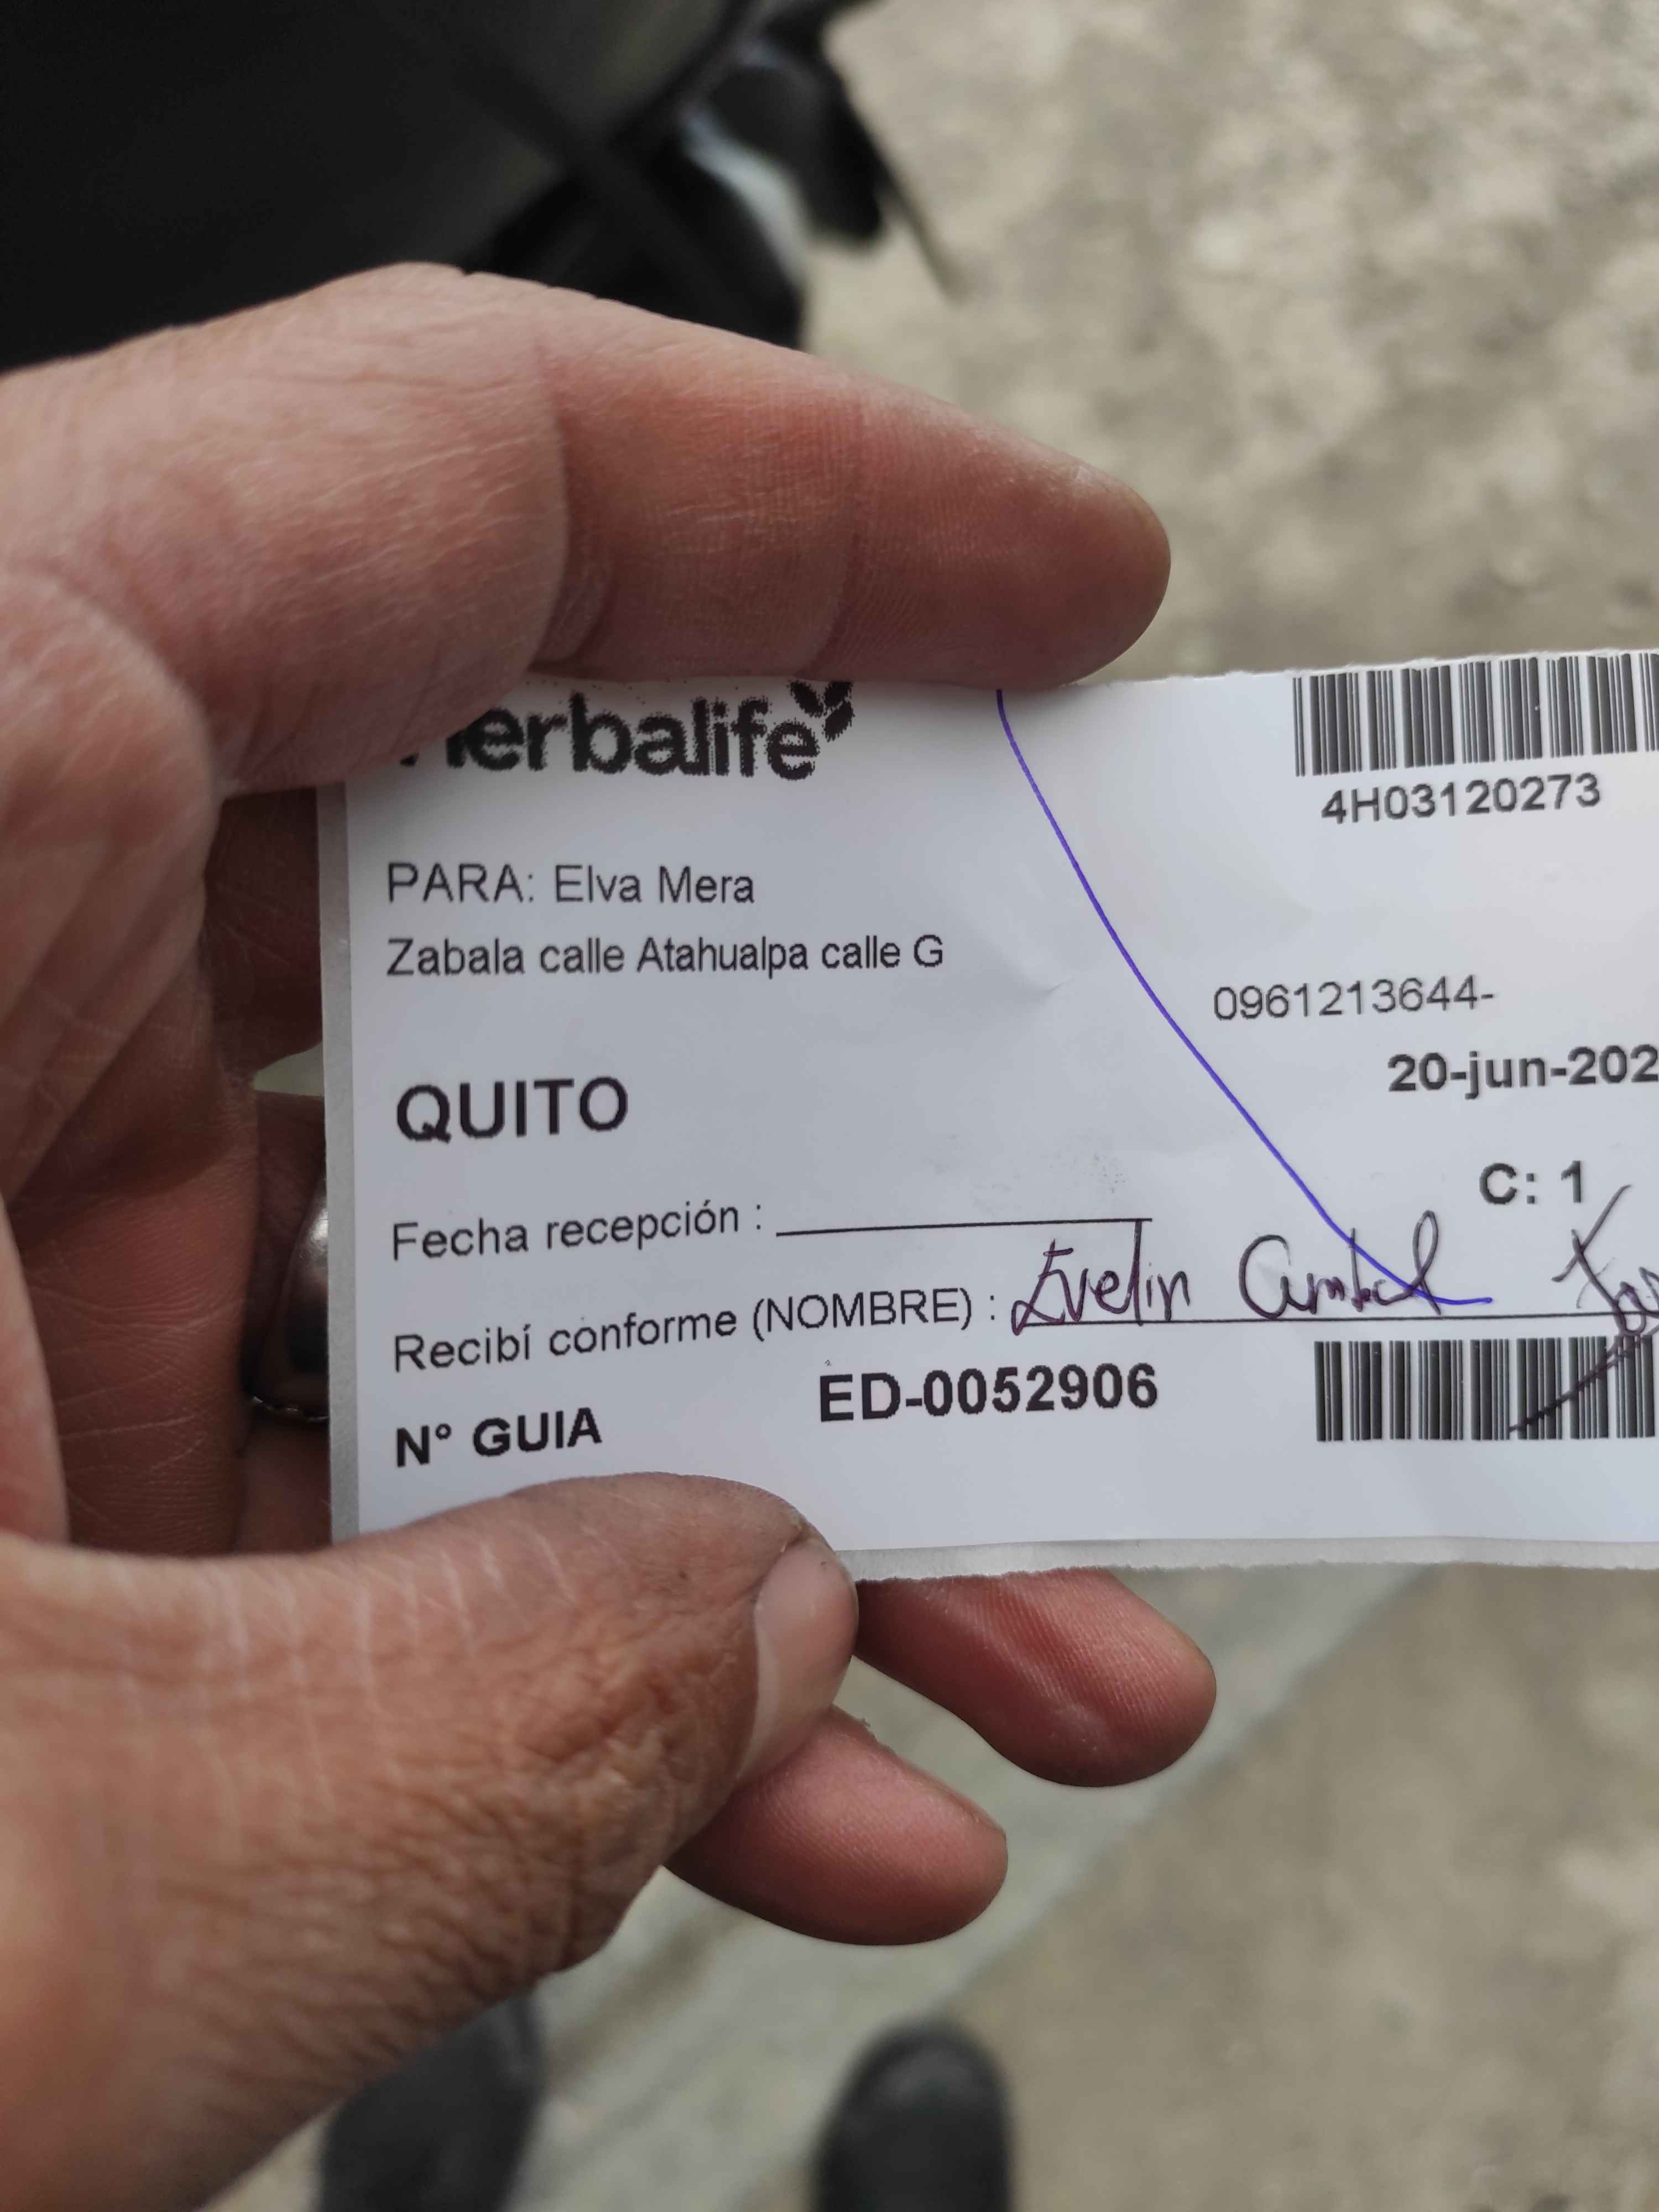 Herbalife
4H03120273
PARA: Elva Mera
Zabala calle Atahualpa calle G
0961213644-
20-jun-202
QUITO
C: 1
Fecha recepción :
Recibí conforme (NOMBRE) : Evelin
N° GUIA ED-0052906